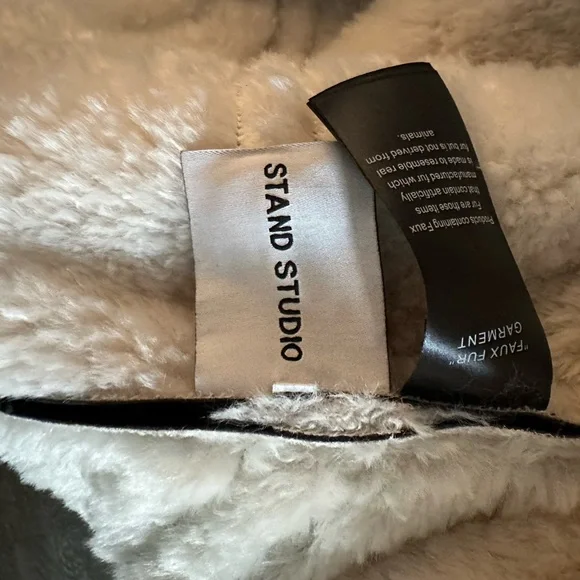 STAND STUDIO
"FAUX FUR"
GARMENT
Products containing Faux
Fur are those items
that contain artificially
manufactured fur which
is made to resemble real
fur but is not derived from
animals.